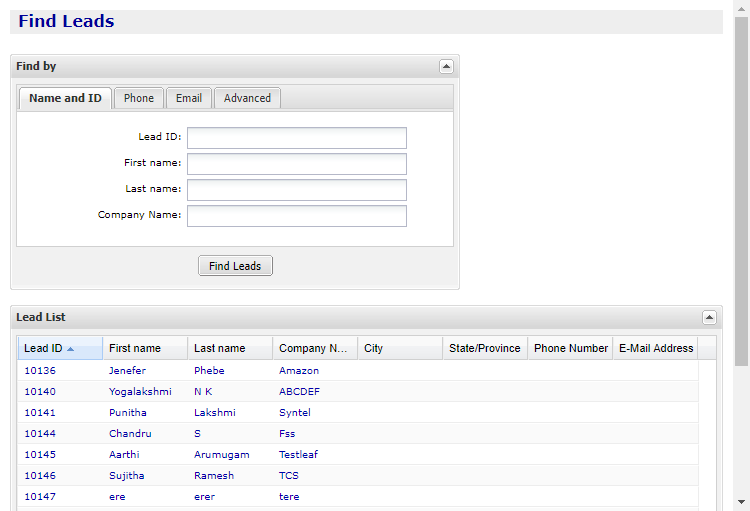 Find Leads
Find by
Name and ID Phone Email Advanced
Lead ID:
First name:
Last name:
Company Name:
Find Leads
Lead List
Lead ID First name Last name Company N... City State/Province Phone Number E-Mail Address
10136 Jenefer Phebe Amazon
10140 Yogalakshmi N K ABCDEF
10141 Punitha Lakshmi Syntel
10144 Chandru S Fss
10145 Aarthi Arumugam Testleaf
10146 Sujitha Ramesh TCS
10147 ere erer tere